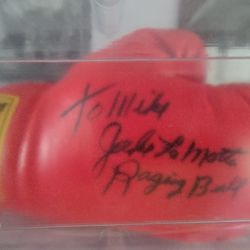 To Mike
Jake La Motta
Raging Bull